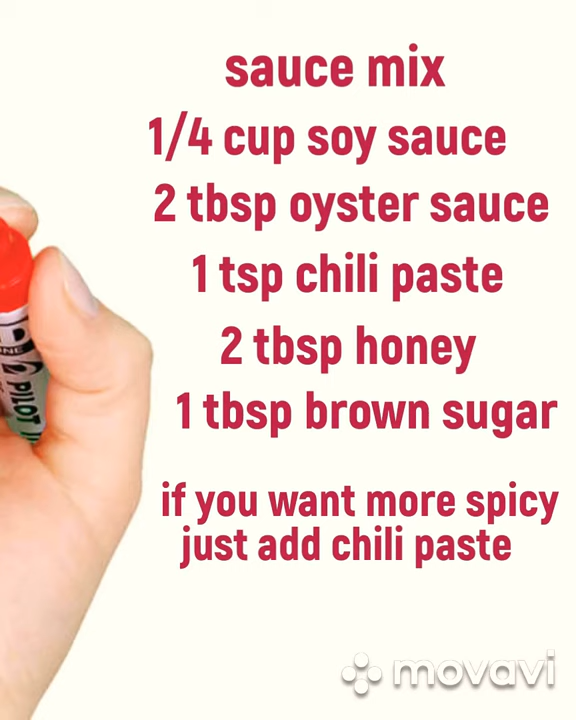 sauce mix
1/4 cup soy sauce
2 tbsp oyster sauce
1 tsp chili paste
2 tbsp honey
1 tbsp brown sugar
if you want more spicy
just add chili paste
PILOT
movavi